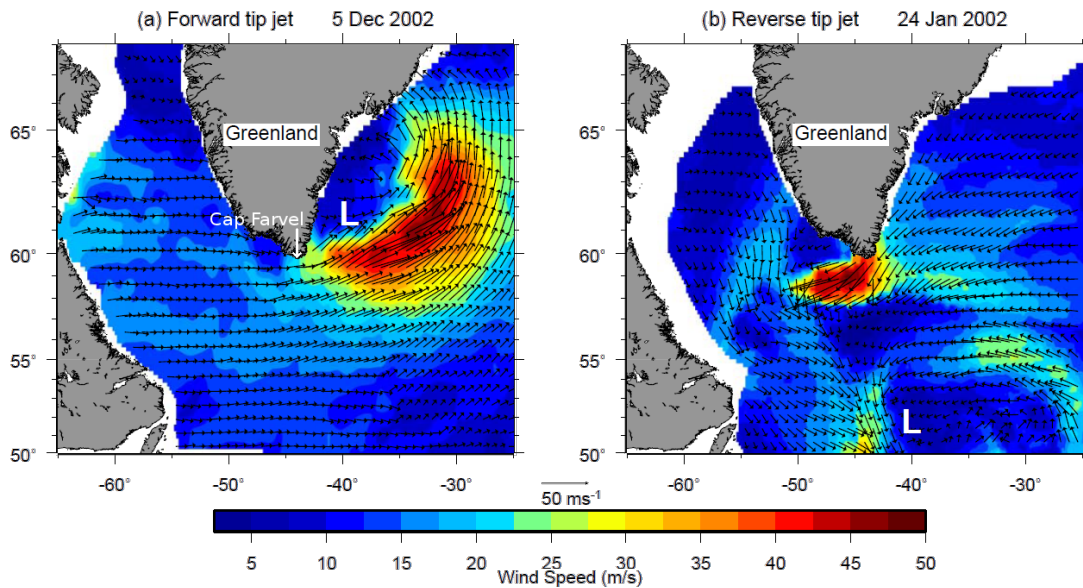 (a) Forward tip jet 5 Dec 2002
(b) Reverse tip jet 24 Jan 2002
65°
60°
55°
50°
Greenland
Cap Farvel
L
-60° -50° -40° -30°
65°
60°
55°
50°
Greenland
L
-60° -50° -40° -30°
50 ms⁻¹
5 10 15 20 25 30 35 40 45 50
Wind Speed (m/s)